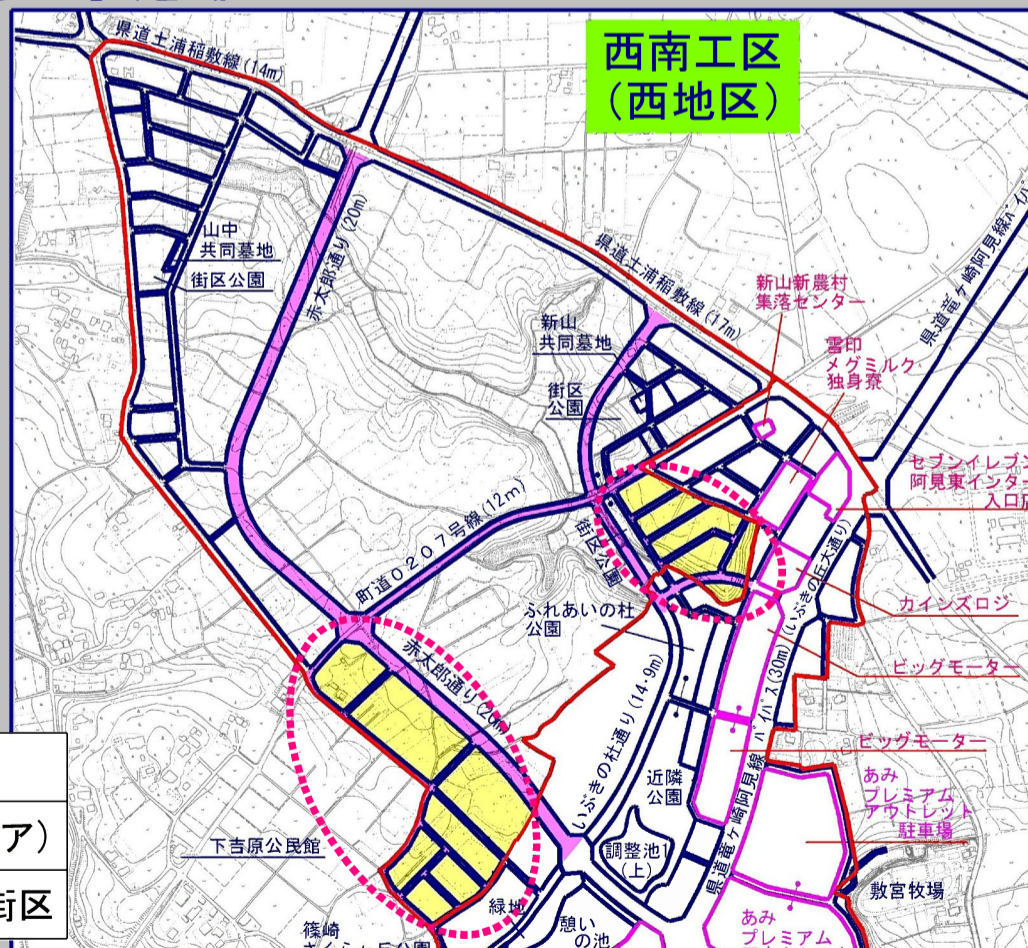 西南工区
(西地区)
県道土浦稲敷線(14m)
赤太郎通り(20m)
山中
共同墓地
街区公園
県道土浦稲敷線(17m)
新山
共同墓地
街区
公園
新山新農村
集落センター
雪印
メグミルク
独身寮
県道竜ケ崎阿見線バイパ
セブンイレブン
阿見東インター
入口店
町道0207号線(12m)
街区公園
ふれあいの杜
公園
カインズロジ
ビッグモーター
赤太郎通り(20m)
いぶきの杜通り(14・9m)
県道竜ケ崎阿見線バイパス(30m)(いぶきの丘大通り)
ビッグモーター
近隣
公園
あみ
プレミアム
アウトレット
駐車場
調整池1
(上)
下吉原公民館
ア)
街区
緑地
敷宮牧場
篠崎
憩い
の池
あみ
プレミアム